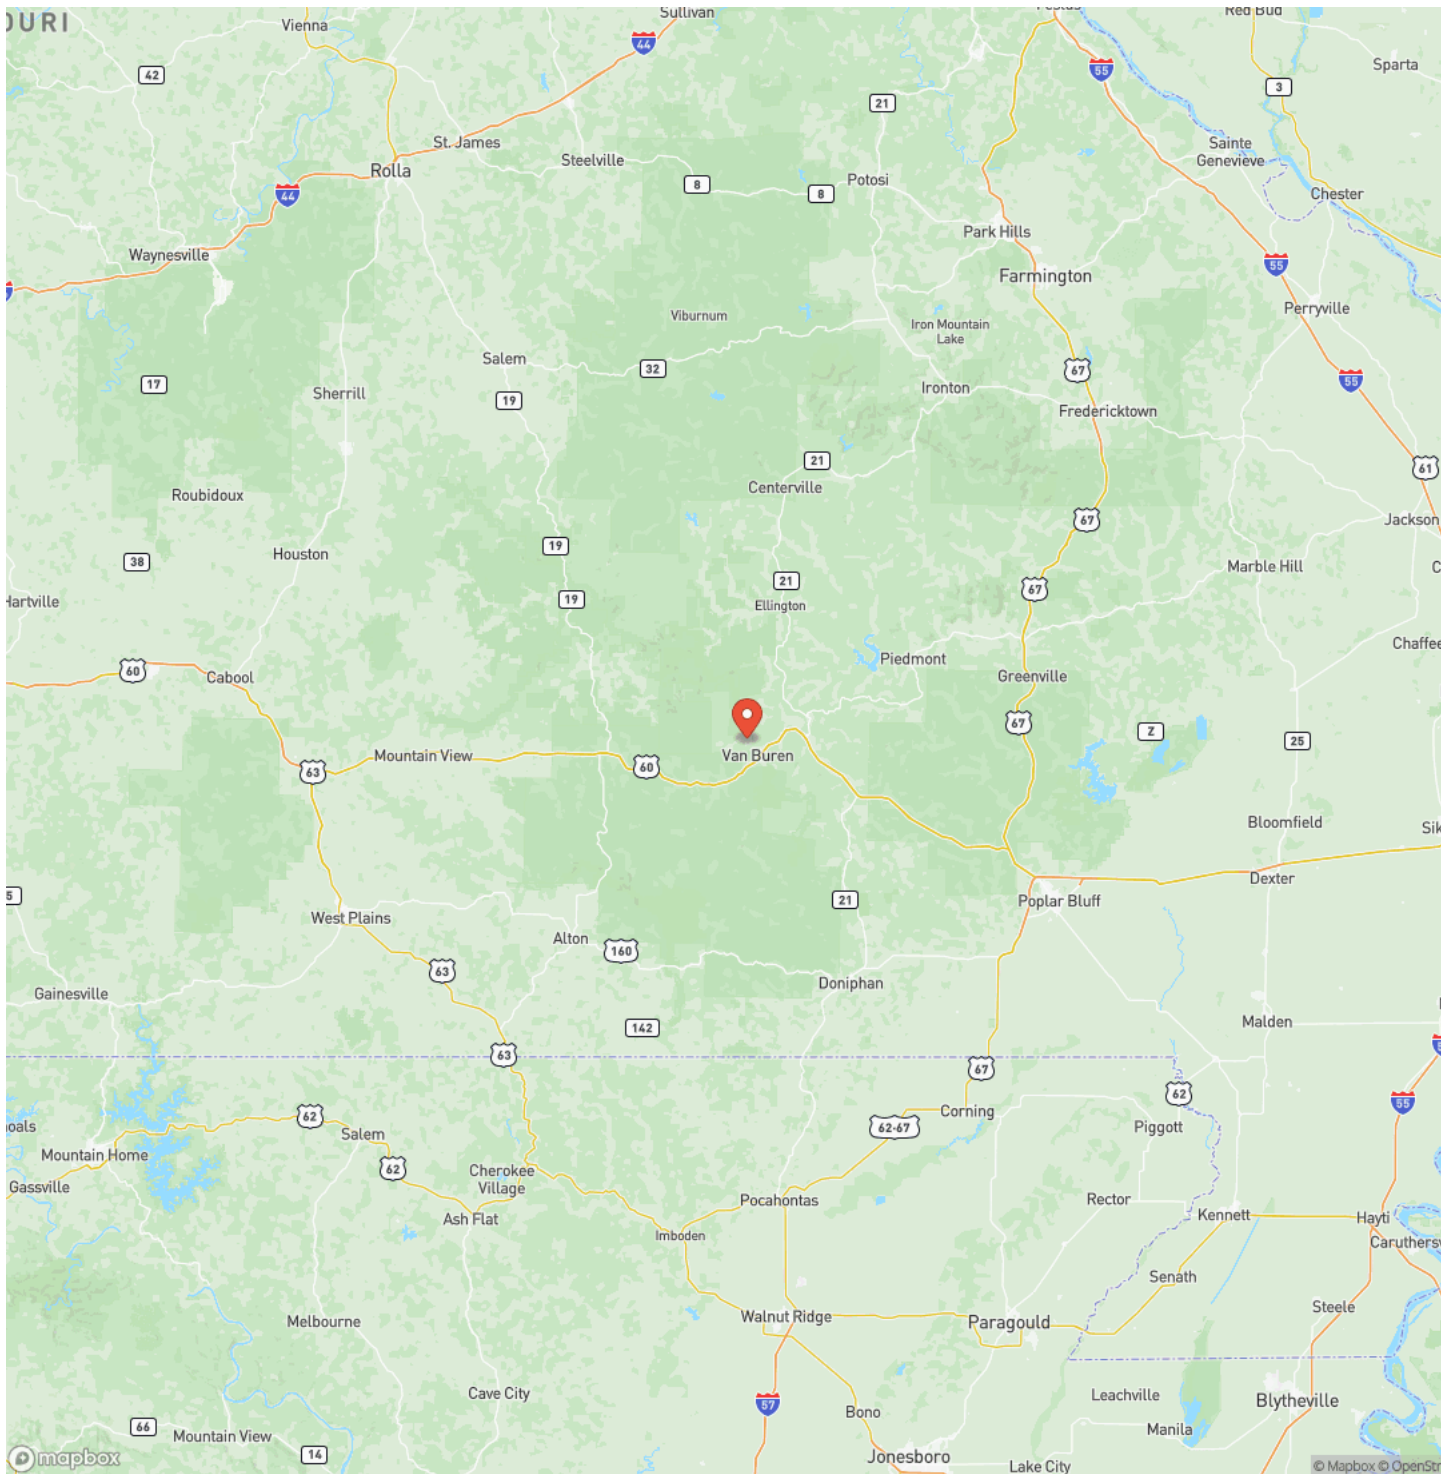 OURI
Vienna
Sullivan
Festus
Red Bud
44
42
55
Sparta
3
21
St. James
Steelville
Sainte
Genevieve
Rolla
8
8
Potosi
44
Chester
Park Hills
Waynesville
55
Farmington
Viburnum
Perryville
Iron Mountain
Lake
Salem
32
67
55
17
Sherrill
19
Ironton
Fredericktown
21
61
Centerville
Roubidoux
67
Jackson
19
Houston
38
Marble Hill
21
67
19
Ellington
Hartville
Chaffee
Piedmont
60
Cabool
Greenville
67
Z
25
Mountain View
Van Buren
60
63
Bloomfield
Sik
Dexter
5
21
Poplar Bluff
West Plains
Alton
160
63
Doniphan
Gainesville
Malden
142
63
67
62
55
62
Corning
62-67
oals
Salem
Piggott
Mountain Home
62
Cherokee
Village
Gassville
Pocahontas
Rector
Ash Flat
Kennett
Hayti
Imboden
Caruthersv
Senath
Steele
Walnut Ridge
Melbourne
Paragould
Cave City
Leachville
57
Blytheville
Bono
66
Mountain View
Manila
14
Jonesboro
Lake City
mapbox
© Mapbox © OpenStr